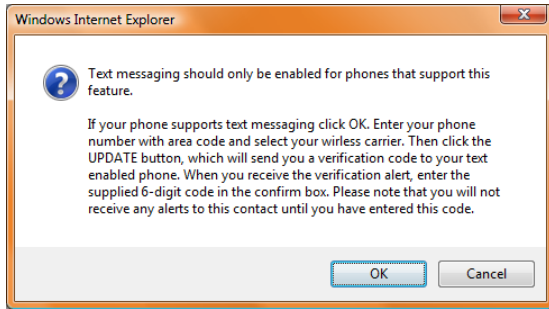 Windows Internet Explorer
Text messaging should only be enabled for phones that support this
feature.
If your phone supports text messaging click OK. Enter your phone
number with area code and select your wirless carrier. Then click the
UPDATE button, which will send you a verification code to your text
enabled phone. When you receive the verification alert, enter the
supplied 6-digit code in the confirm box. Please note that you will not
receive any alerts to this contact until you have entered this code.
OK
Cancel